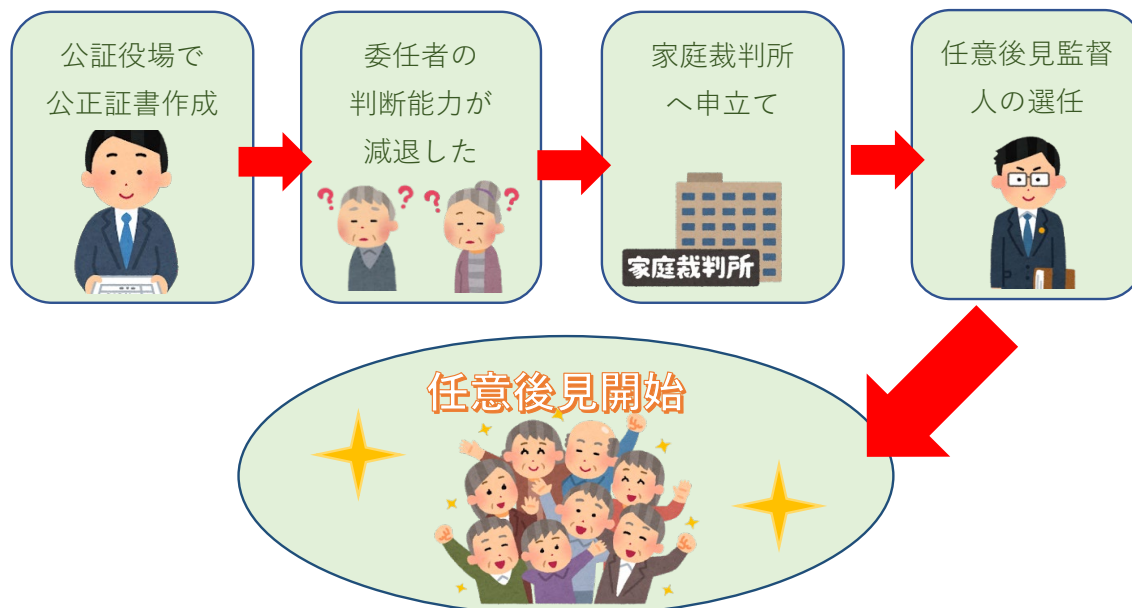 公証役場で
公正証書作成
委任者の
判断能力が
減退した
家庭裁判所
へ申立て
任意後見監督
人の選任
? ? ? ?
家庭裁判所
任意後見開始